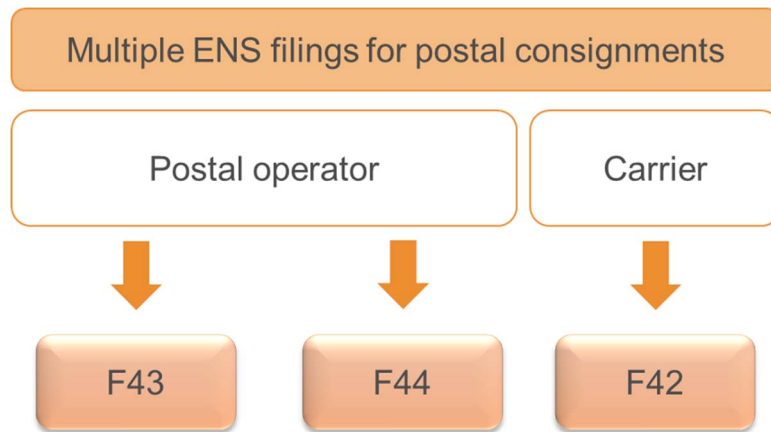 Multiple ENS filings for postal consignments
Postal operator
Carrier
F43
F44
F42